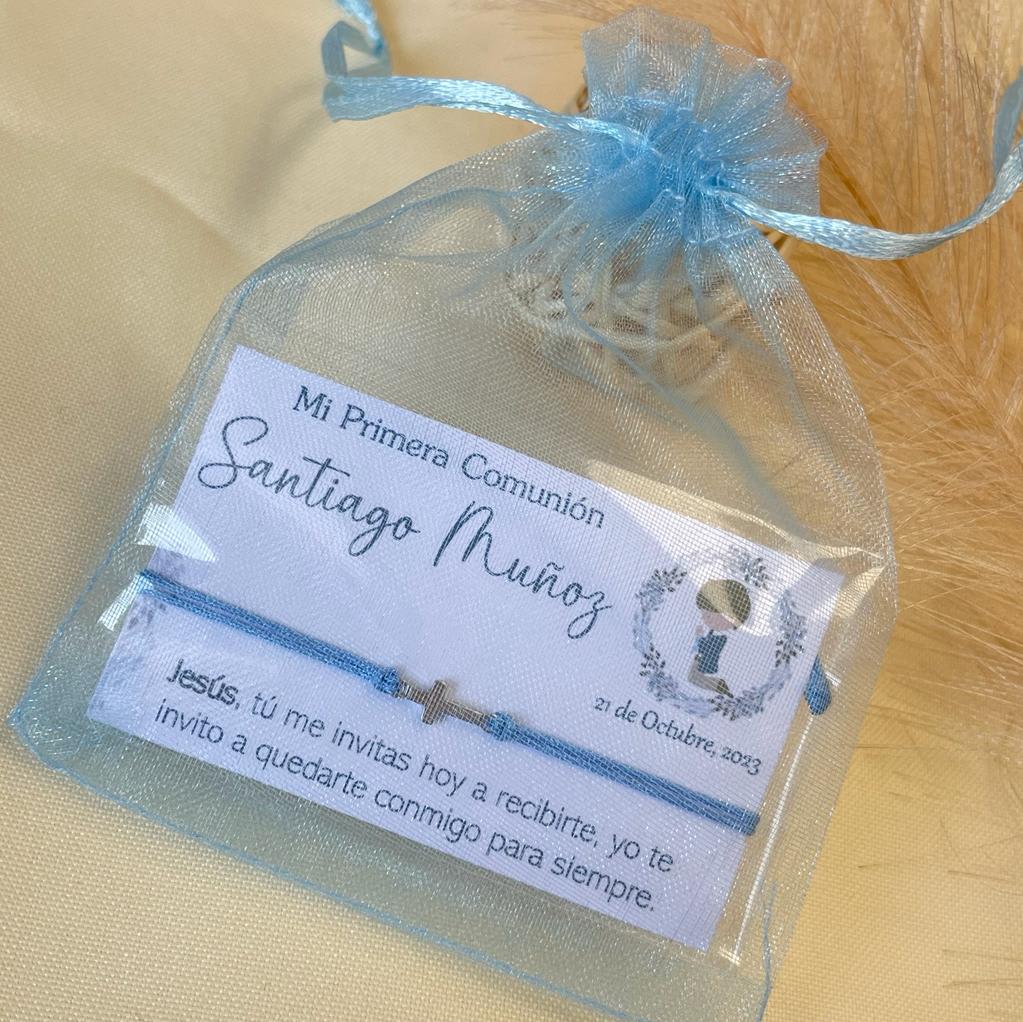 Mi Primera Comunión
Santiago Muñoz
21 de Octubre, 2023
Jesús, tú me invitas hoy a recibirte, yo te
invito a quedarte conmigo para siempre.